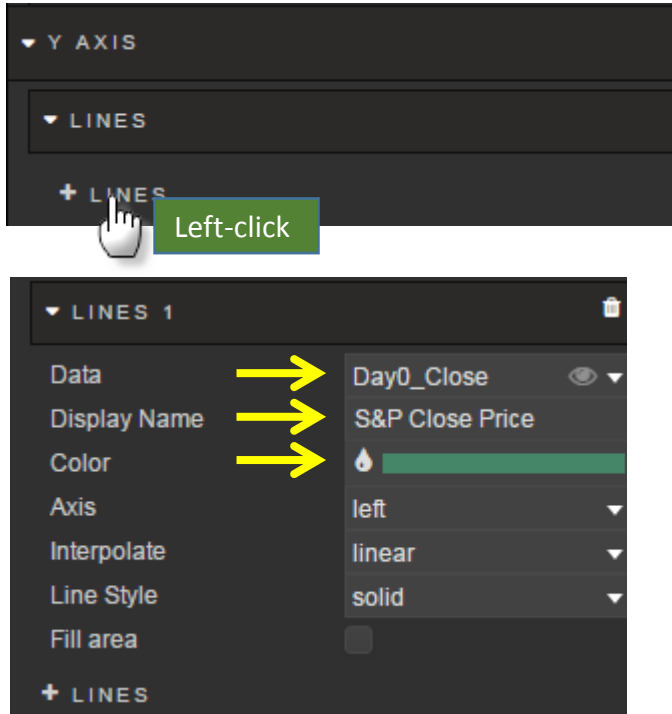 Y AXIS
LINES
+ LINES
Left-click
LINES 1
Data Day0_Close
Display Name S&P Close Price
Color
Axis left
Interpolate linear
Line Style solid
Fill area
+ LINES